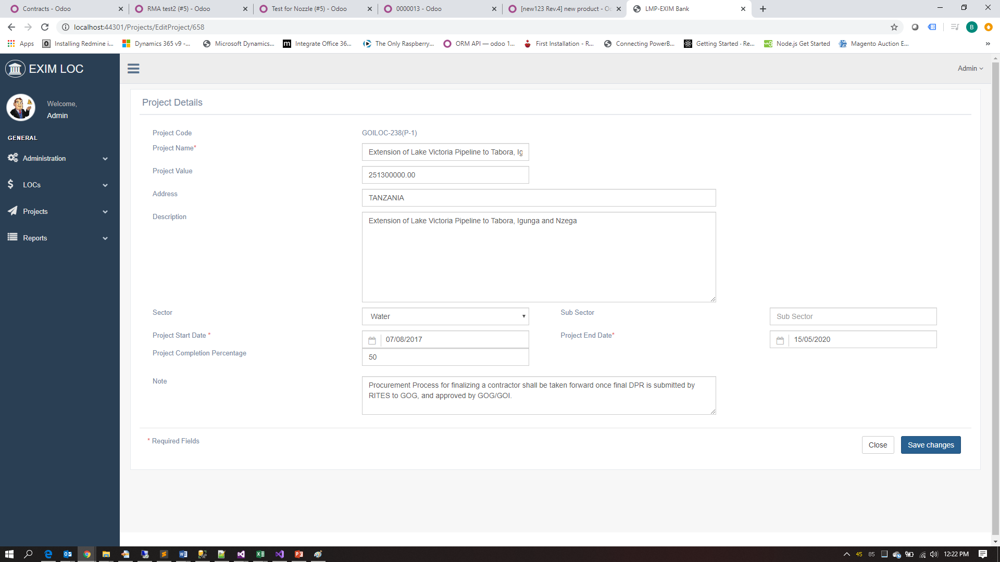 Contracts - Odoo
RMA test2 (#5) - Odoo
Test for Nozzle (#5) - Odoo
0000013 - Odoo
[new123 Rev.4] new product - Oc
LMP-EXIM Bank
localhost:44301/Projects/EditProject/658
B
Apps
Installing Redmine i...
Dynamics 365 v9 -...
Microsoft Dynamics...
Integrate Office 36...
The Only Raspberry...
ORM API — odoo 1...
First Installation - R...
Connecting PowerB...
Getting Started · Re...
Node.js Get Started
Magento Auction E...
»
EXIM LOC
Admin
Welcome,
Admin
GENERAL
Administration
LOCs
Projects
Reports
Project Details
Project Code
GOILOC-238(P-1)
Project Name*
Extension of Lake Victoria Pipeline to Tabora, Ig
Project Value
251300000.00
Address
TANZANIA
Description
Extension of Lake Victoria Pipeline to Tabora, Igunga and Nzega
Sector
Water
Sub Sector
Sub Sector
Project Start Date *
07/08/2017
Project End Date*
15/05/2020
Project Completion Percentage
50
Note
Procurement Process for finalizing a contractor shall be taken forward once final DPR is submitted by
RITES to GOG, and approved by GOG/GOI.
* Required Fields
Close
Save changes
45
85
12:22 PM